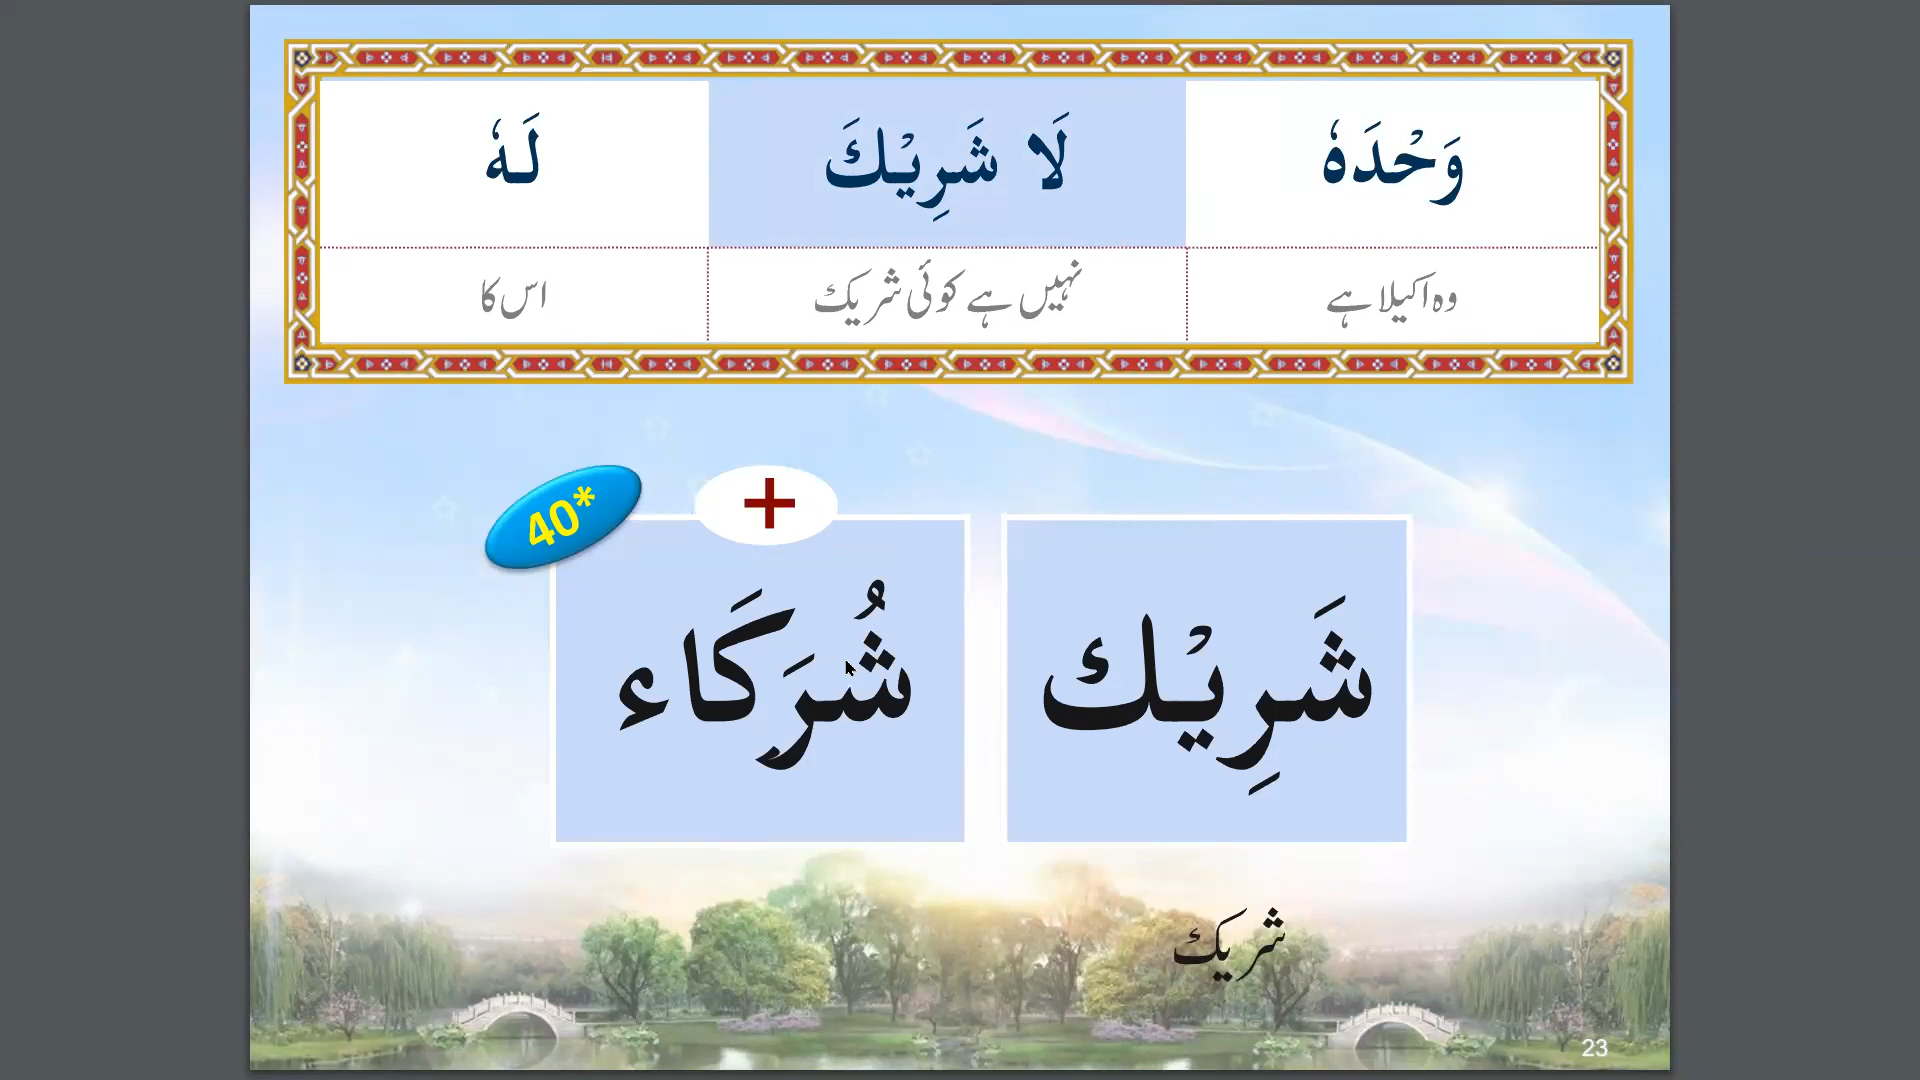 وَحْدَهٗ لَا شَرِيْكَ لَهٗ
وہ اکیلا ہے نہیں ہے کوئی شریک اس کا
40* +
شَرِيْك شُرَكَاء
شریک
23